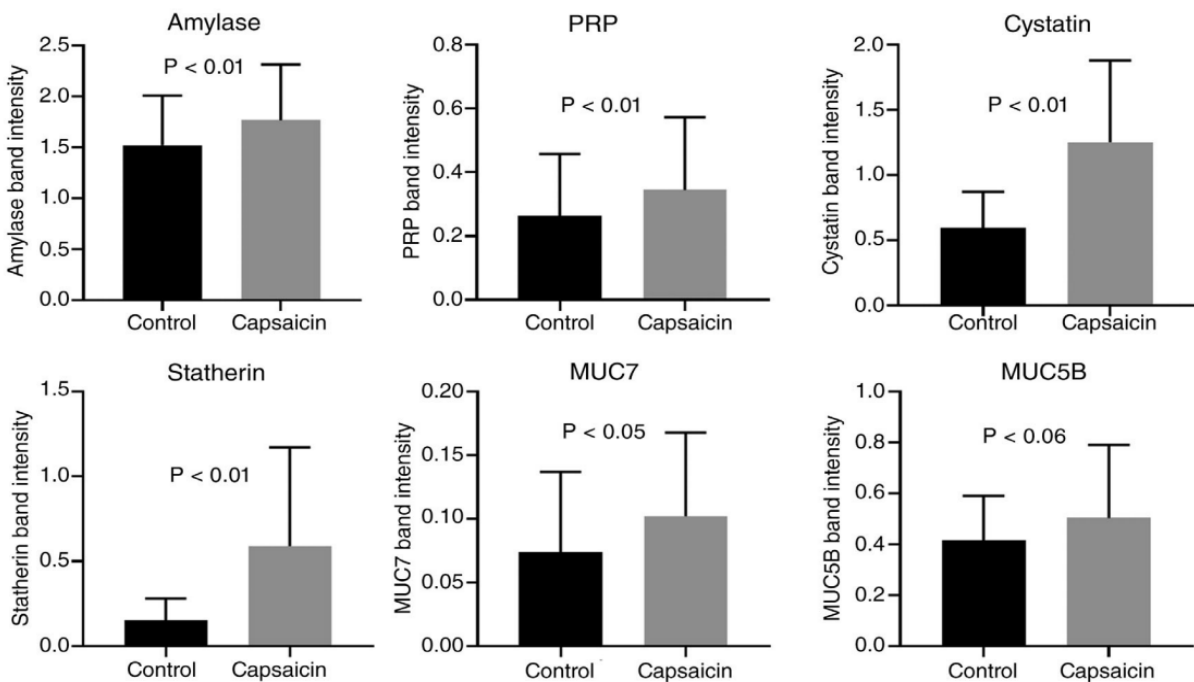 Amylase
Amylase band intensity
2.5
2.0
1.5
1.0
0.5
0.0
P < 0.01
Control
Capsaicin
PRP
PRP band intensity
0.8
0.6
0.4
0.2
0.0
P < 0.01
Control
Capsaicin
Cystatin
Cystatin band intensity
2.0
1.5
1.0
0.5
0.0
P < 0.01
Control
Capsaicin
Statherin
Statherin band intensity
1.5
1.0
0.5
0.0
P < 0.01
Control
Capsaicin
MUC7
MUC7 band intensity
0.20
0.15
0.10
0.05
0.00
P < 0.05
Control
Capsaicin
MUC5B
MUC5B band intensity
1.0
0.8
0.6
0.4
0.2
0.0
P < 0.06
Control
Capsaicin